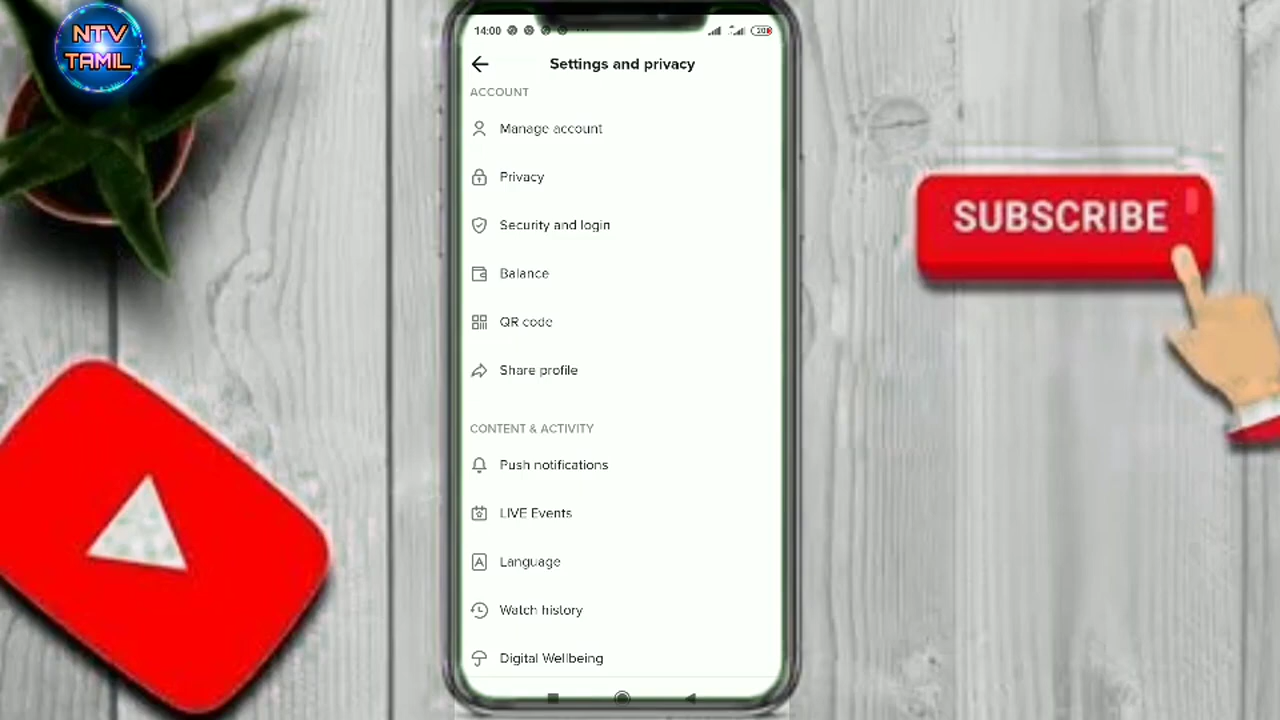 NTV
TAMIL
14:00
20
Settings and privacy
ACCOUNT
Manage account
Privacy
Security and login
Balance
QR code
Share profile
CONTENT & ACTIVITY
Push notifications
LIVE Events
Language
Watch history
Digital Wellbeing
SUBSCRIBE